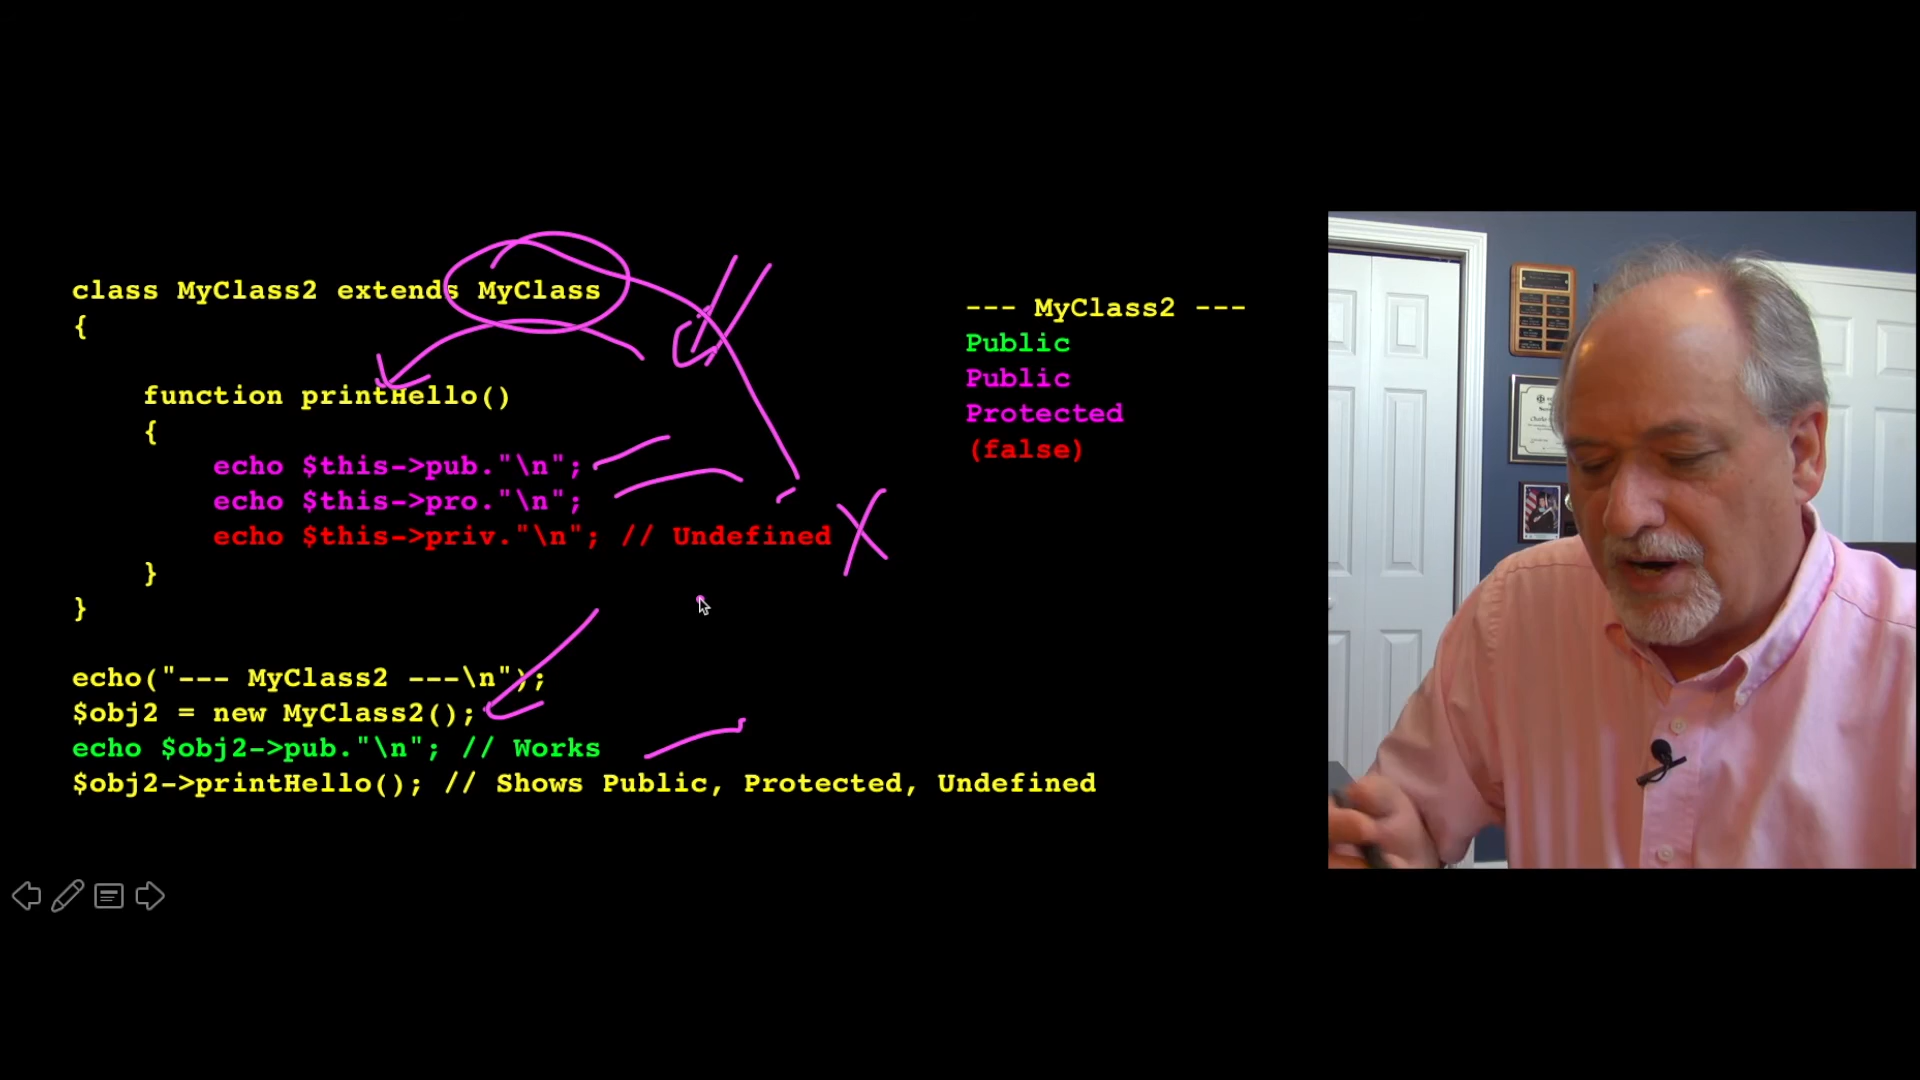 class MyClass2 extends MyClass
{
function printHello()
{
echo $this->pub."\n";
echo $this->pro."\n";
echo $this->priv."\n"; // Undefined
}
}
echo("--- MyClass2 ---\n");
$obj2 = new MyClass2();
echo $obj2->pub."\n"; // Works
$obj2->printHello(); // Shows Public, Protected, Undefined
--- MyClass2 ---
Public
Public
Protected
(false)